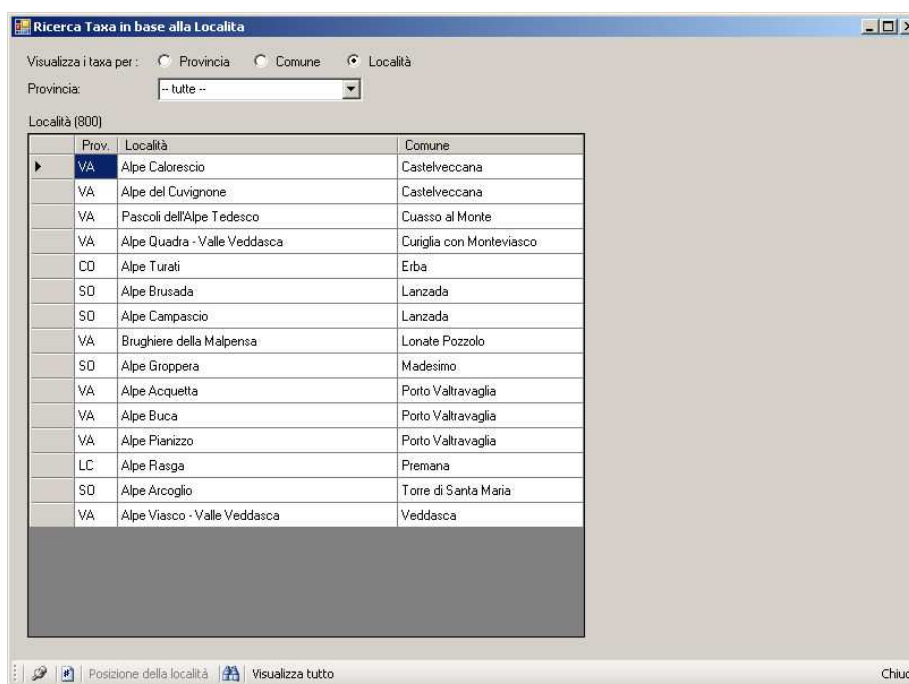 Ricerca Taxa in base alla Localita
Visualizza i taxa per : Provincia Comune Località
Provincia: -- tutte --
Località (800)
Prov. Località Comune
VA Alpe Calorescio Castelveccana
VA Alpe del Cuvignone Castelveccana
VA Pascoli dell'Alpe Tedesco Cuasso al Monte
VA Alpe Quadra - Valle Veddasca Curiglia con Monteviasco
CO Alpe Turati Erba
SO Alpe Brusada Lanzada
SO Alpe Campascio Lanzada
VA Brughiere della Malpensa Lonate Pozzolo
SO Alpe Groppera Madesimo
VA Alpe Acquetta Porto Valtravaglia
VA Alpe Buca Porto Valtravaglia
VA Alpe Pianizzo Porto Valtravaglia
LC Alpe Rasga Premana
SO Alpe Arcoglio Torre di Santa Maria
VA Alpe Viasco - Valle Veddasca Veddasca
Posizione della località Visualizza tutto Chiud